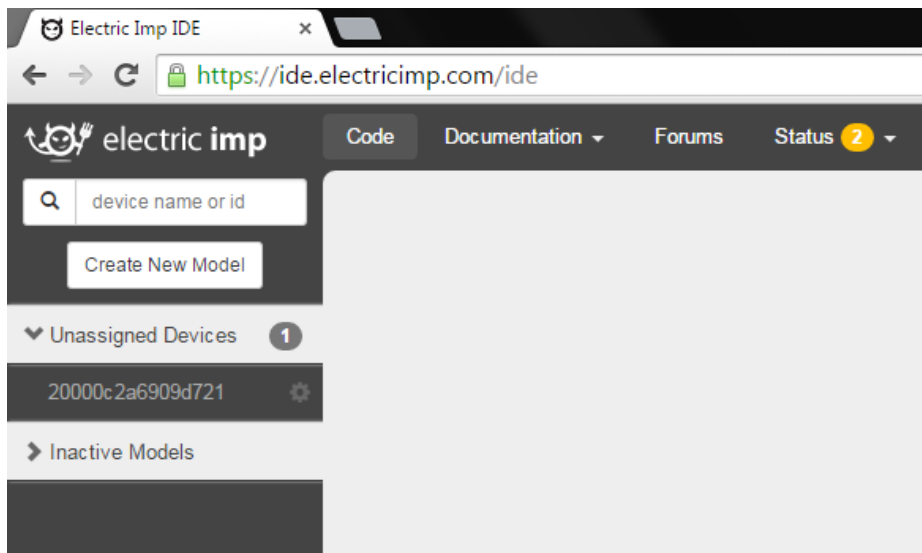 Electric Imp IDE
https://ide.electricimp.com/ide
electric imp
Code Documentation Forums Status 2
device name or id
Create New Model
Unassigned Devices 1
20000c2a6909d721
Inactive Models